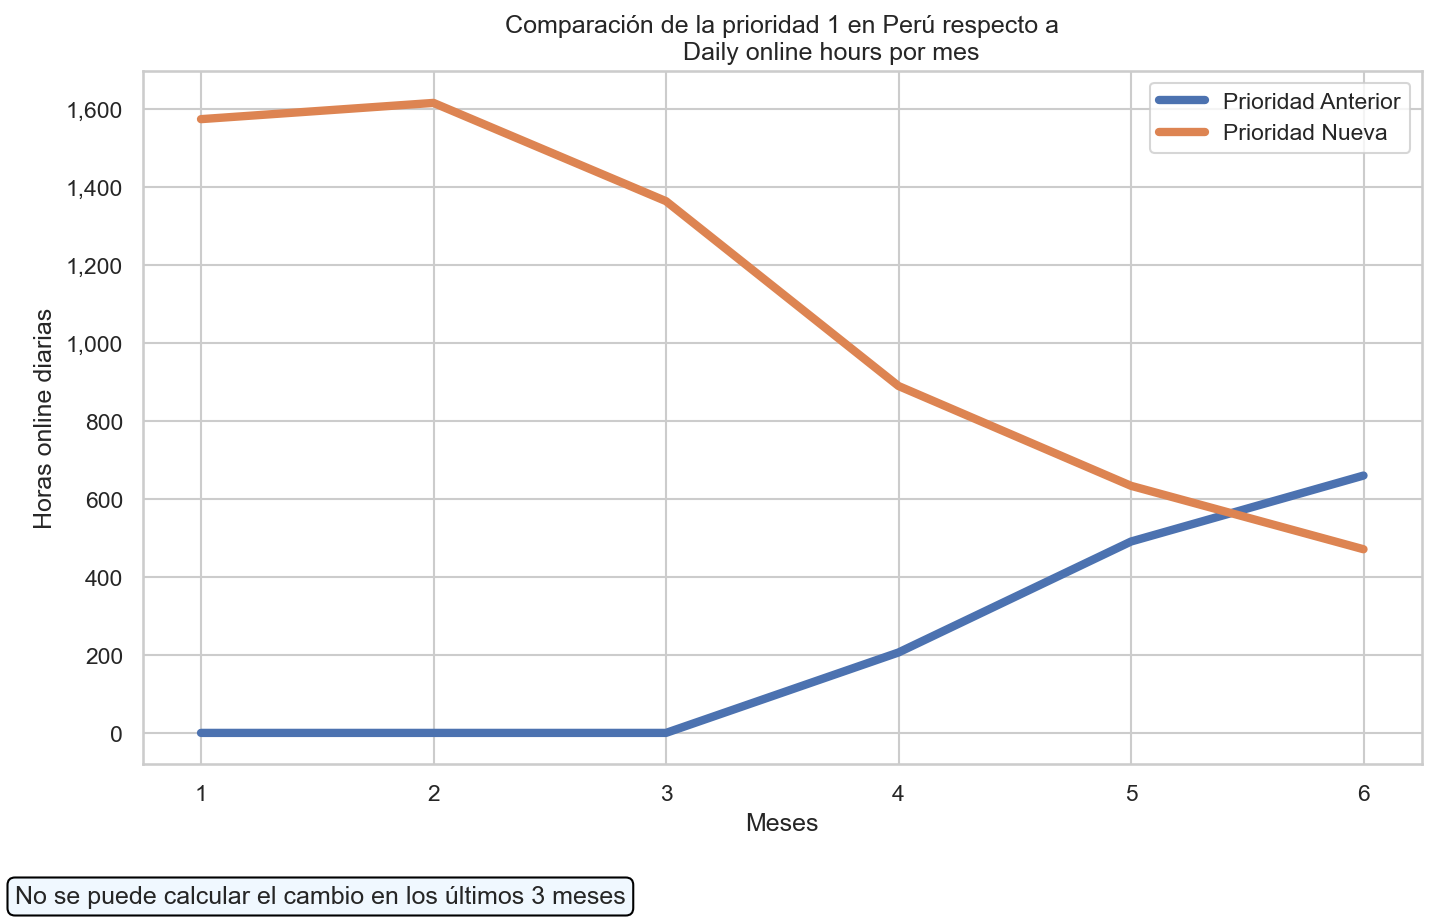 Comparación de la prioridad 1 en Perú respecto a
Daily online hours por mes
Prioridad Anterior
Prioridad Nueva
Horas online diarias
1,600
1,400
1,200
1,000
800
600
400
200
0
1 2 3 4 5 6
Meses
No se puede calcular el cambio en los últimos 3 meses